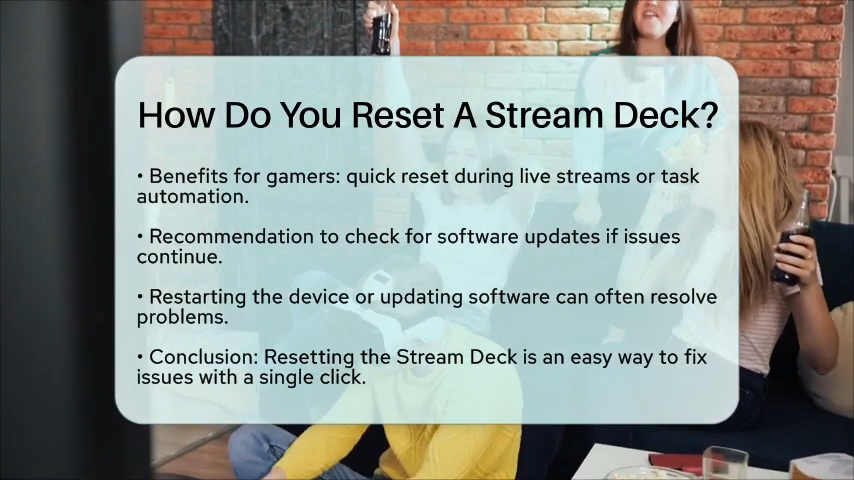 How Do You Reset A Stream Deck?
• Benefits for gamers: quick reset during live streams or task
automation.
• Recommendation to check for software updates if issues
continue.
• Restarting the device or updating software can often resolve
problems.
• Conclusion: Resetting the Stream Deck is an easy way to fix
issues with a single click.